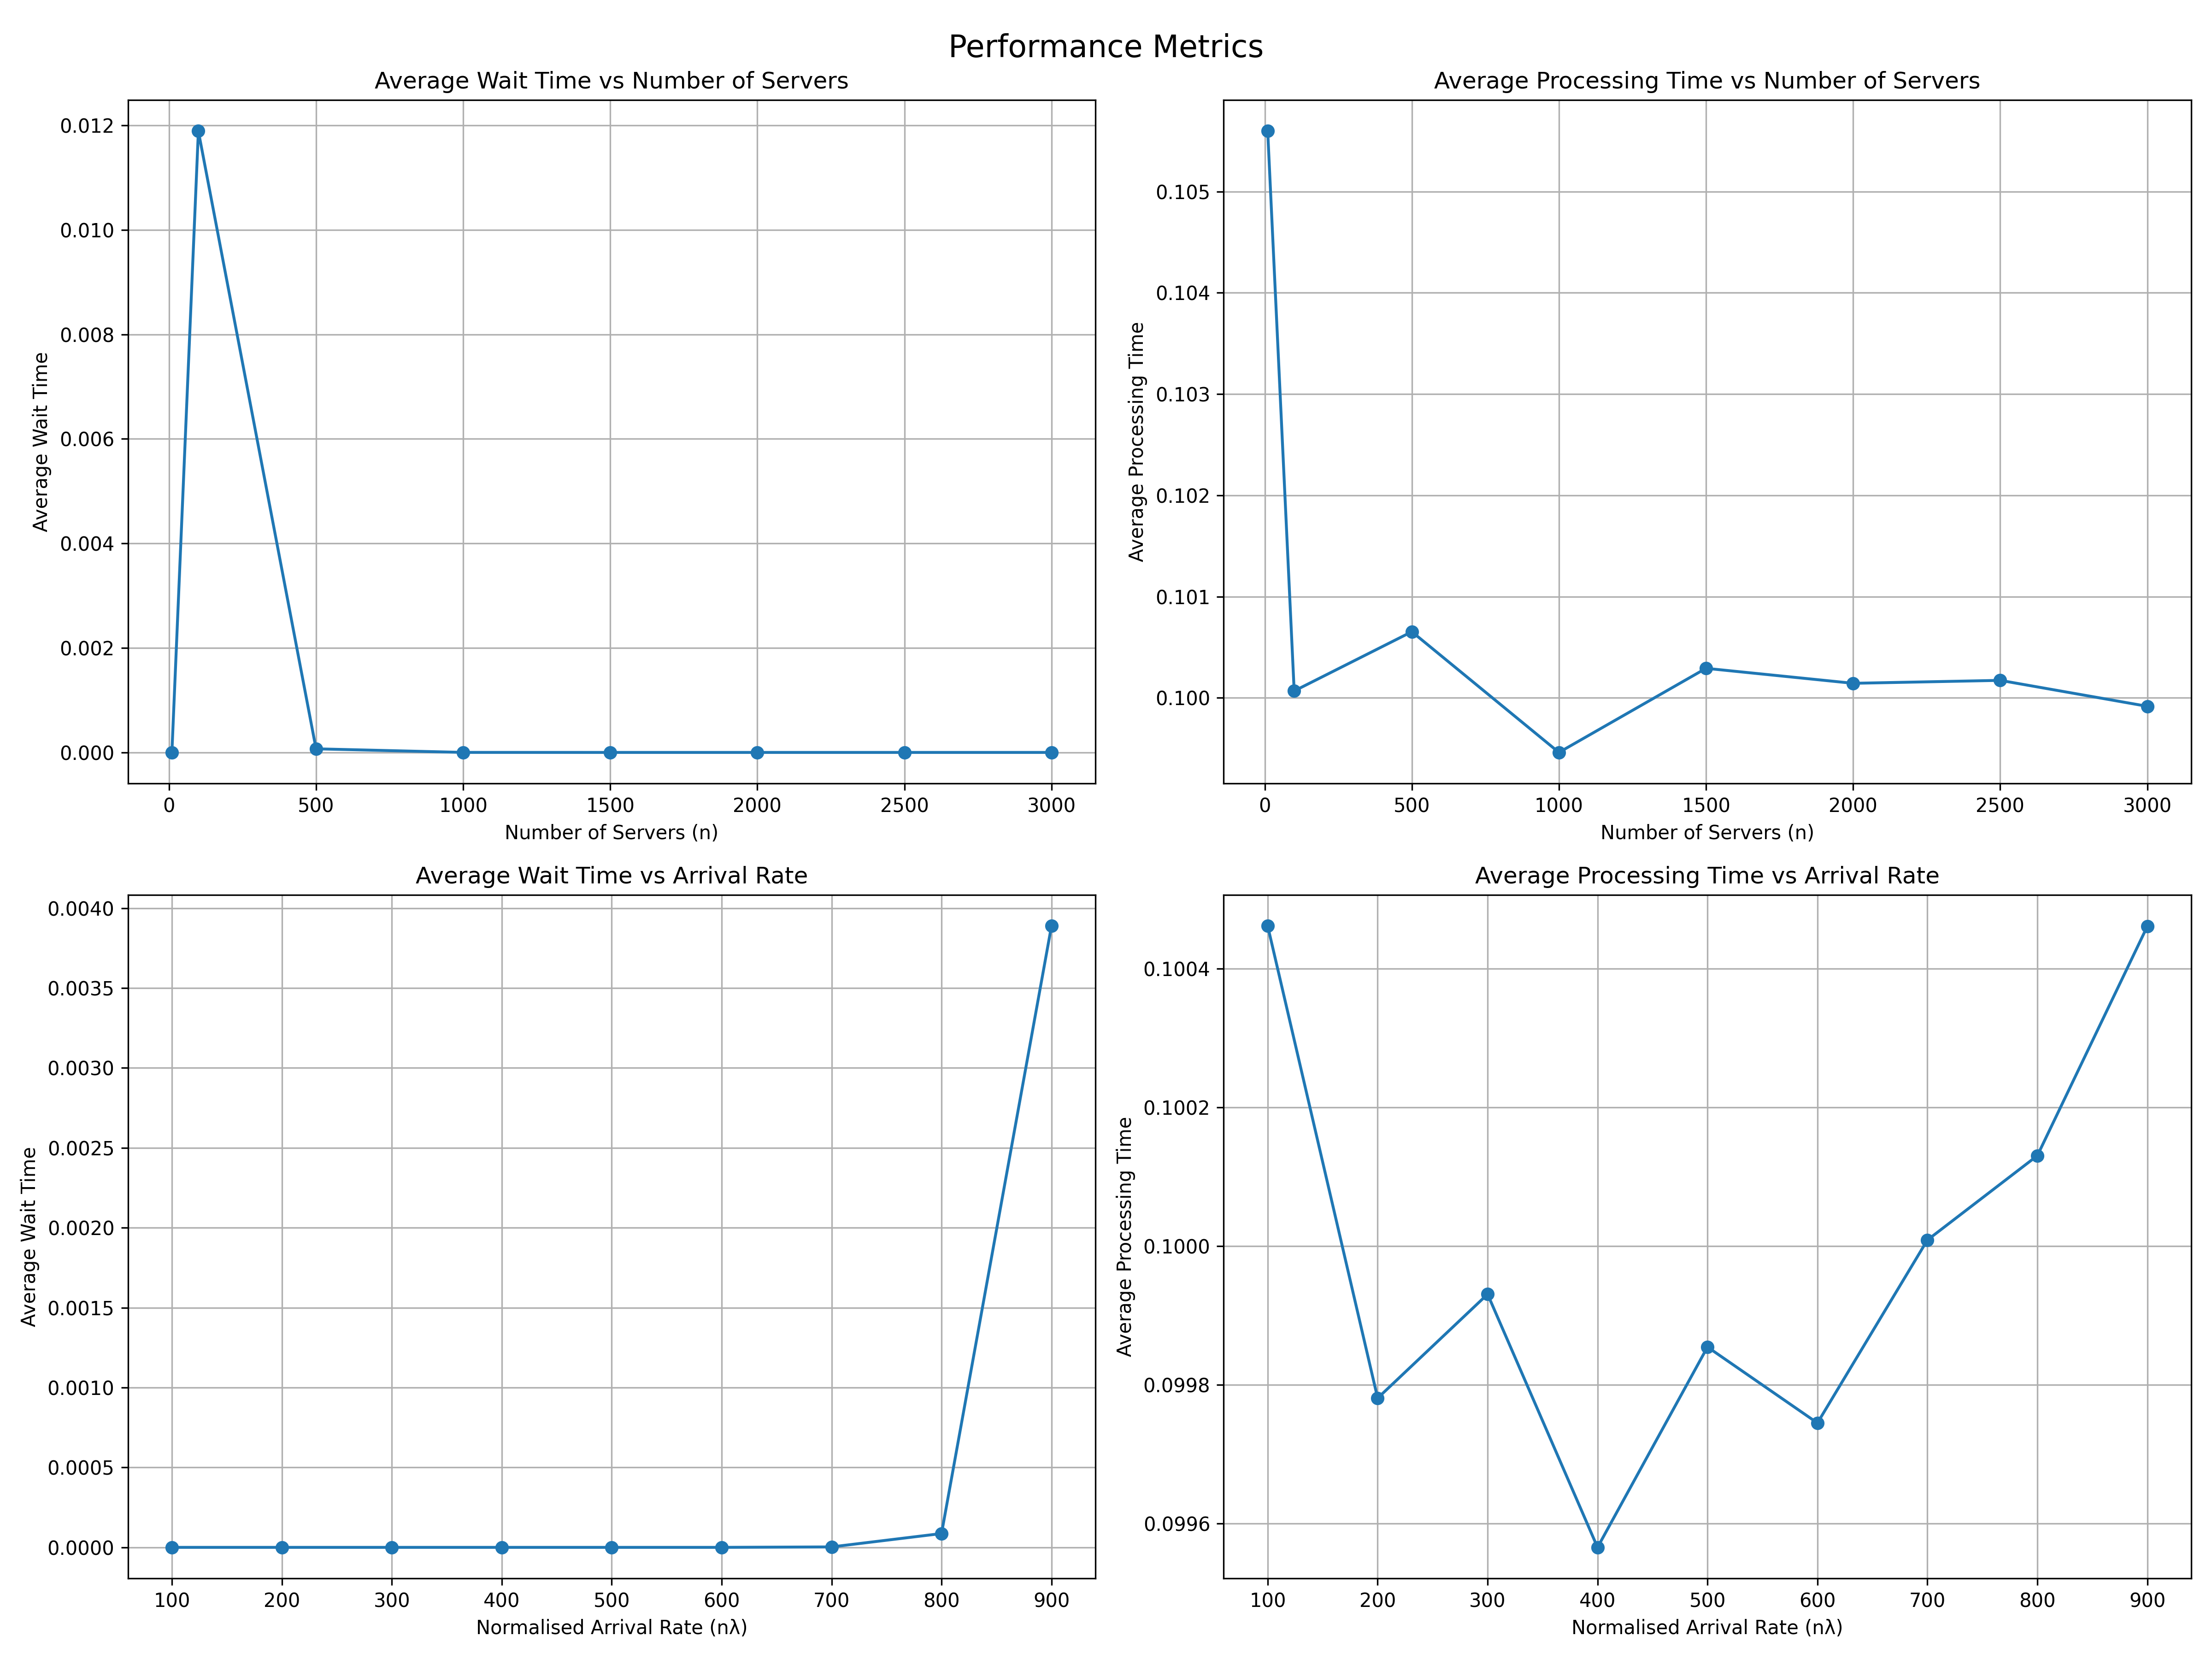 Performance Metrics
Average Wait Time vs Number of Servers
Average Wait Time
0.012
0.010
0.008
0.006
0.004
0.002
0.000
0 500 1000 1500 2000 2500 3000
Number of Servers (n)
Average Processing Time vs Number of Servers
Average Processing Time
0.105
0.104
0.103
0.102
0.101
0.100
0 500 1000 1500 2000 2500 3000
Number of Servers (n)
Average Wait Time vs Arrival Rate
Average Wait Time
0.0040
0.0035
0.0030
0.0025
0.0020
0.0015
0.0010
0.0005
0.0000
100 200 300 400 500 600 700 800 900
Normalised Arrival Rate (nλ)
Average Processing Time vs Arrival Rate
Average Processing Time
0.1004
0.1002
0.1000
0.0998
0.0996
100 200 300 400 500 600 700 800 900
Normalised Arrival Rate (nλ)